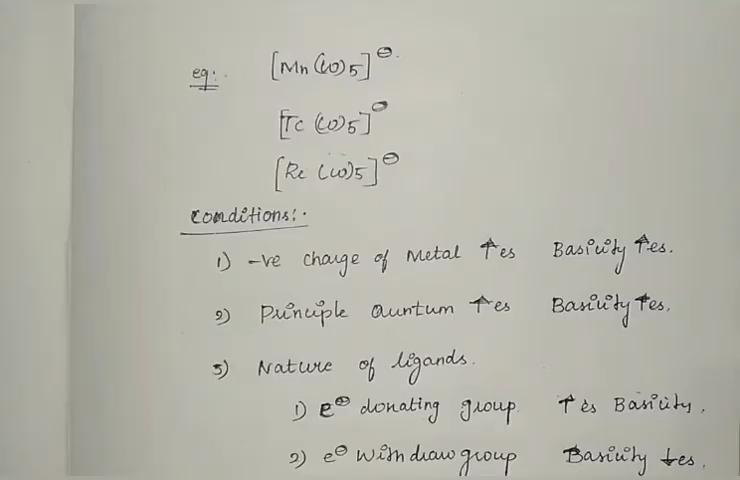 eg:. [Mn(CO)5]⊖.
[Tc(CO)5]⊖
[Re(CO)5]⊖
Conditions:.
1) -ve charge of Metal ↑es Basicity ↑es.
2) Principle Quntum ↑es Basicity ↑es.
3) Nature of ligands.
1) e⊖ donating group ↑es Basicity.
2) e⊖ withdraw group Basicity ↓es.